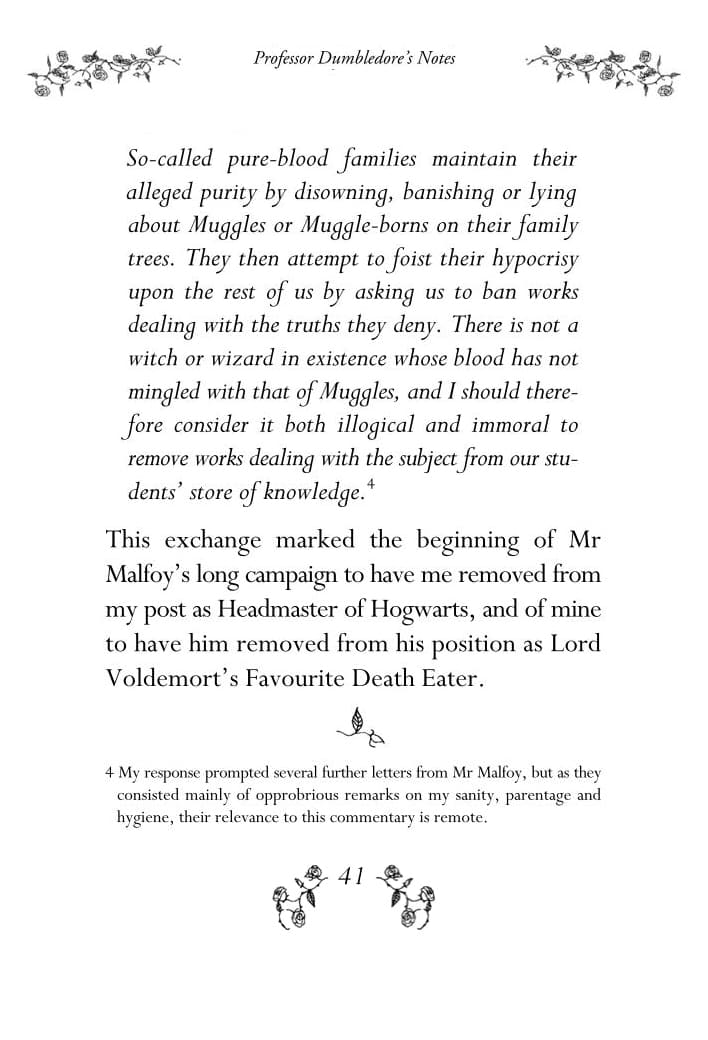 Professor Dumbledore's Notes
So-called pure-blood families maintain their
alleged purity by disowning, banishing or lying
about Muggles or Muggle-borns on their family
trees. They then attempt to foist their hypocrisy
upon the rest of us by asking us to ban works
dealing with the truths they deny. There is not a
witch or wizard in existence whose blood has not
mingled with that of Muggles, and I should there-
fore consider it both illogical and immoral to
remove works dealing with the subject from our stu-
dents' store of knowledge.4
This exchange marked the beginning of Mr
Malfoy's long campaign to have me removed from
my post as Headmaster of Hogwarts, and of mine
to have him removed from his position as Lord
Voldemort's Favourite Death Eater.
4 My response prompted several further letters from Mr Malfoy, but as they
consisted mainly of opprobrious remarks on my sanity, parentage and
hygiene, their relevance to this commentary is remote.
41